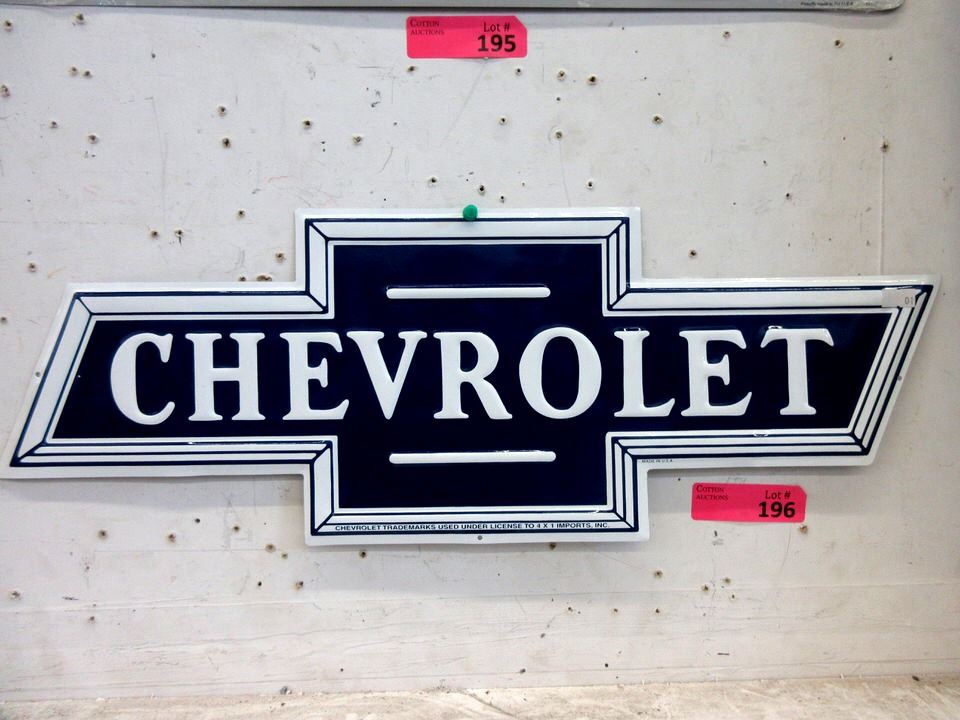 COTTON AUCTIONS Lot #
195
CHEVROLET
MADE IN U.S.A.
COTTON AUCTIONS Lot #
196
CHEVROLET TRADEMARKS USED UNDER LICENSE TO 4 X 1 IMPORTS, INC.
01